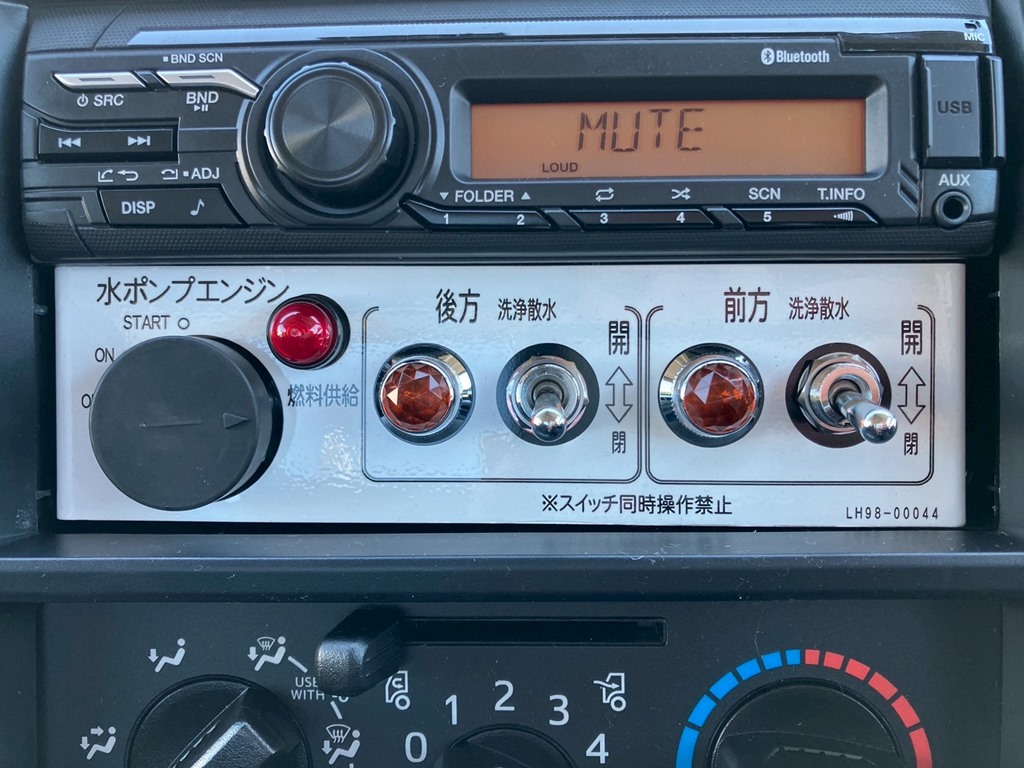 MIC
BND SCN
Bluetooth
SRC
BND
USB
MUTE
LOUD
ADJ
AUX
DISP
FOLDER
SCN
T.INFO
1 2 3 4 5
水ポンプエンジン
START
ON
燃料供給
後方 洗浄散水
開
閉
前方 洗浄散水
開
閉
※スイッチ同時操作禁止
LH98-00044
USE
WITH
0 1 2 3 4